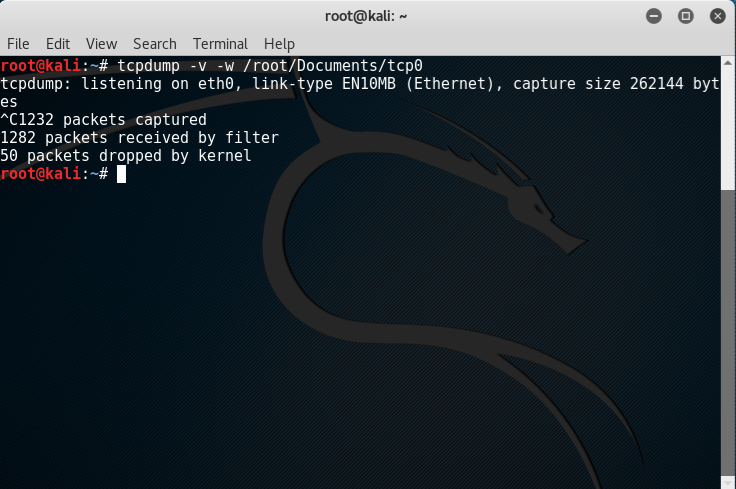 root@kali: ~
File Edit View Search Terminal Help
root@kali:~# tcpdump -v -w /root/Documents/tcp0
tcpdump: listening on eth0, link-type EN10MB (Ethernet), capture size 262144 byt
es
^C1232 packets captured
1282 packets received by filter
50 packets dropped by kernel
root@kali:~#